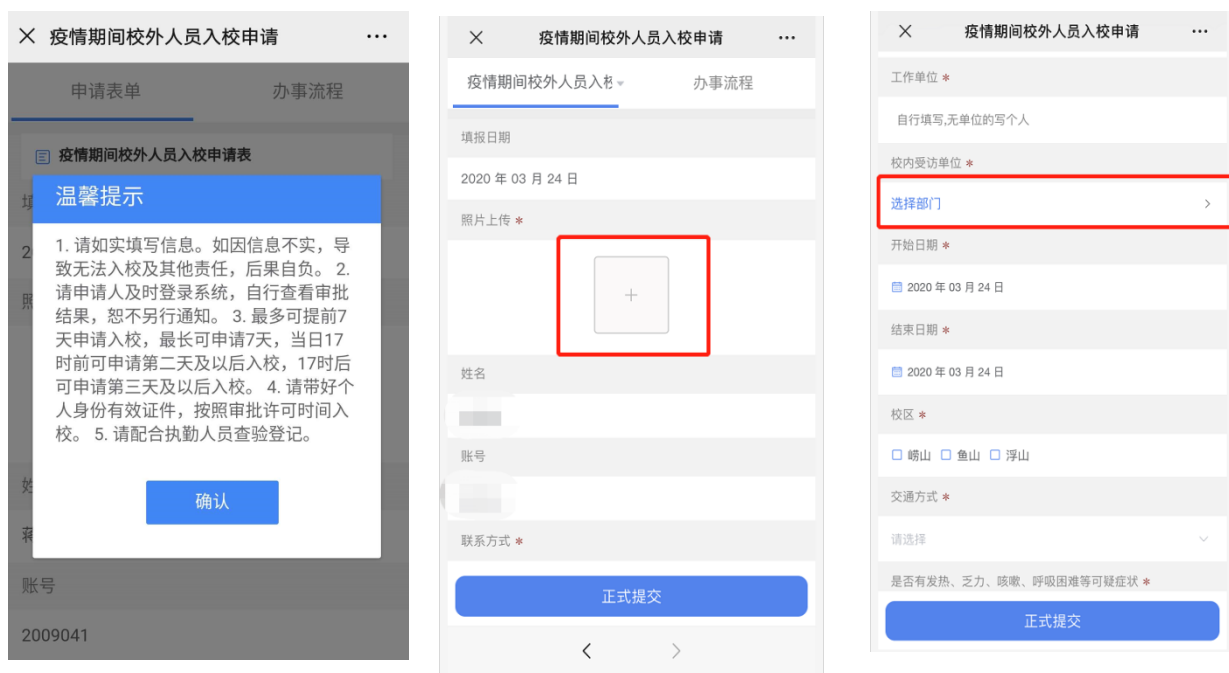 疫情期间校外人员入校申请
申请表单
办事流程
疫情期间校外人员入校申请表
温馨提示
1. 请如实填写信息。如因信息不实，导
致无法入校及其他责任，后果自负。 2.
请申请人及时登录系统，自行查看审批
结果，恕不另行通知。 3. 最多可提前7
天申请入校，最长可申请7天，当日17
时前可申请第二天及以后入校，17时后
可申请第三天及以后入校。 4. 请带好个
人身份有效证件，按照审批许可时间入
校。 5. 请配合执勤人员查验登记。
确认
账号
2009041
疫情期间校外人员入校申请
疫情期间校外人员入
办事流程
填报日期
2020 年 03 月 24 日
照片上传 *
姓名
账号
联系方式 *
正式提交
疫情期间校外人员入校申请
工作单位 *
自行填写,无单位的写个人
校内受访单位 *
选择部门
开始日期 *
2020 年 03 月 24 日
结束日期 *
2020 年 03 月 24 日
校区 *
崂山 鱼山 浮山
交通方式 *
请选择
是否有发热、乏力、咳嗽、呼吸困难等可疑症状 *
正式提交